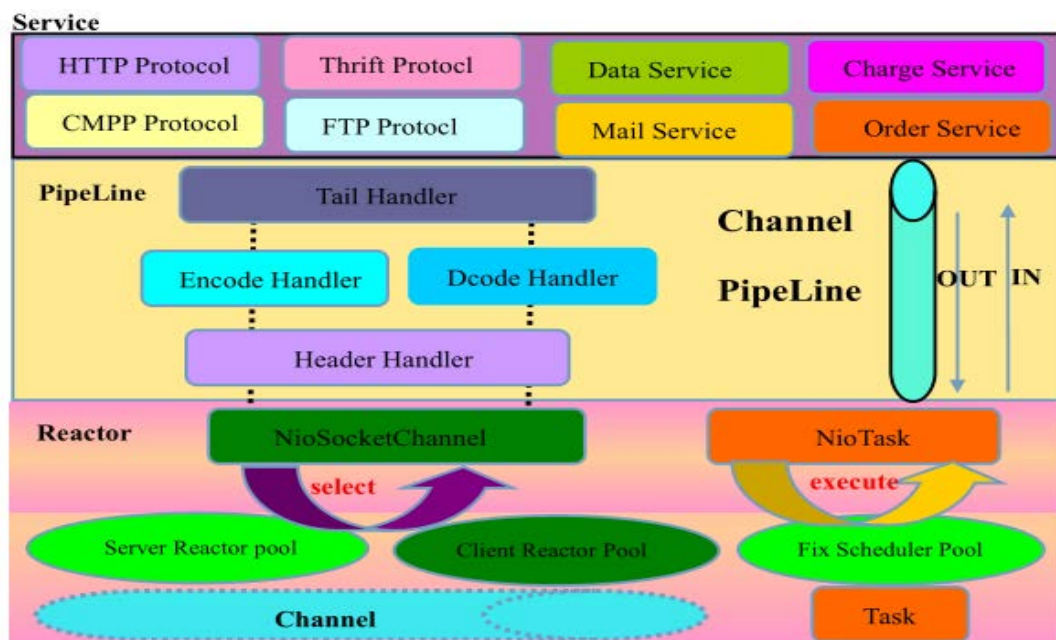 Service
HTTP Protocol
Thrift Protocl
Data Service
Charge Service
CMPP Protocol
FTP Protocl
Mail Service
Order Service
PipeLine
Tail Handler
Channel
PipeLine
Encode Handler
Dcode Handler
OUT
IN
Header Handler
Reactor
NioSocketChannel
NioTask
select
execute
Server Reactor pool
Client Reactor Pool
Fix Scheduler Pool
Channel
Task